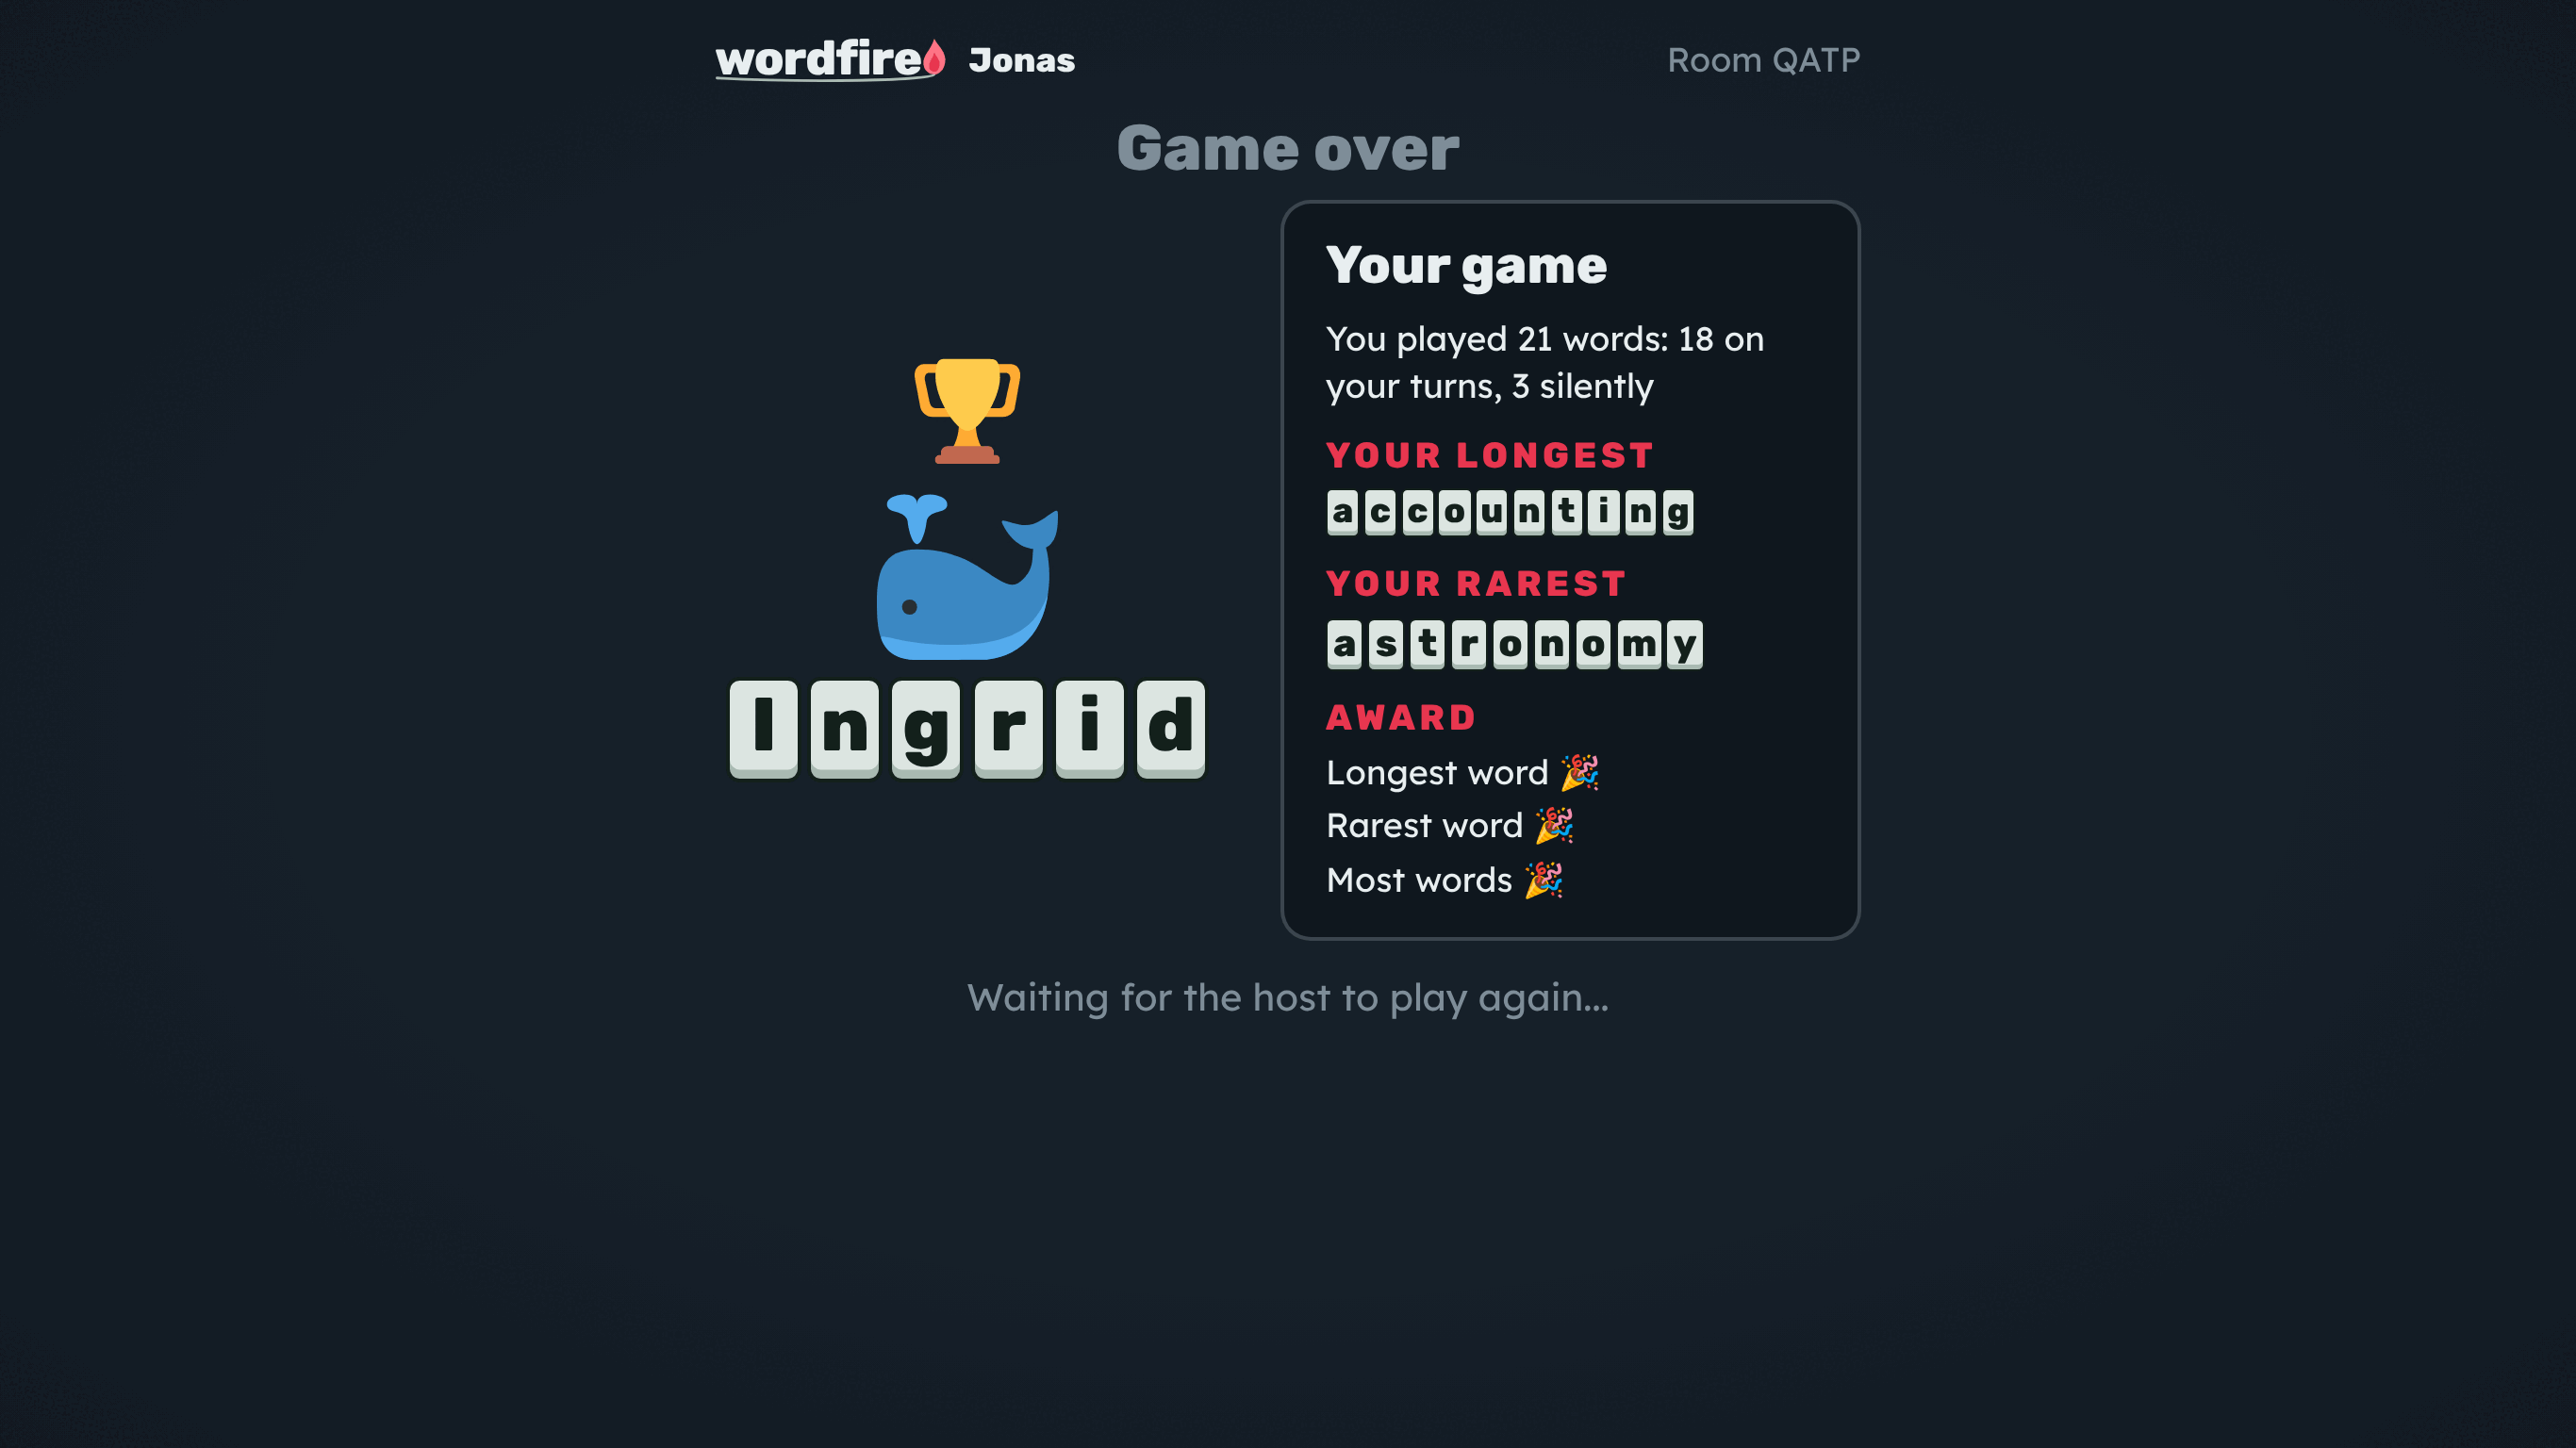 wordfire Jonas
Room QATP
Game over
Ingrid
Your game
You played 21 words: 18 on
your turns, 3 silently
YOUR LONGEST
accounting
YOUR RAREST
astronomy
AWARD
Longest word 🎉
Rarest word 🎉
Most words 🎉
Waiting for the host to play again...